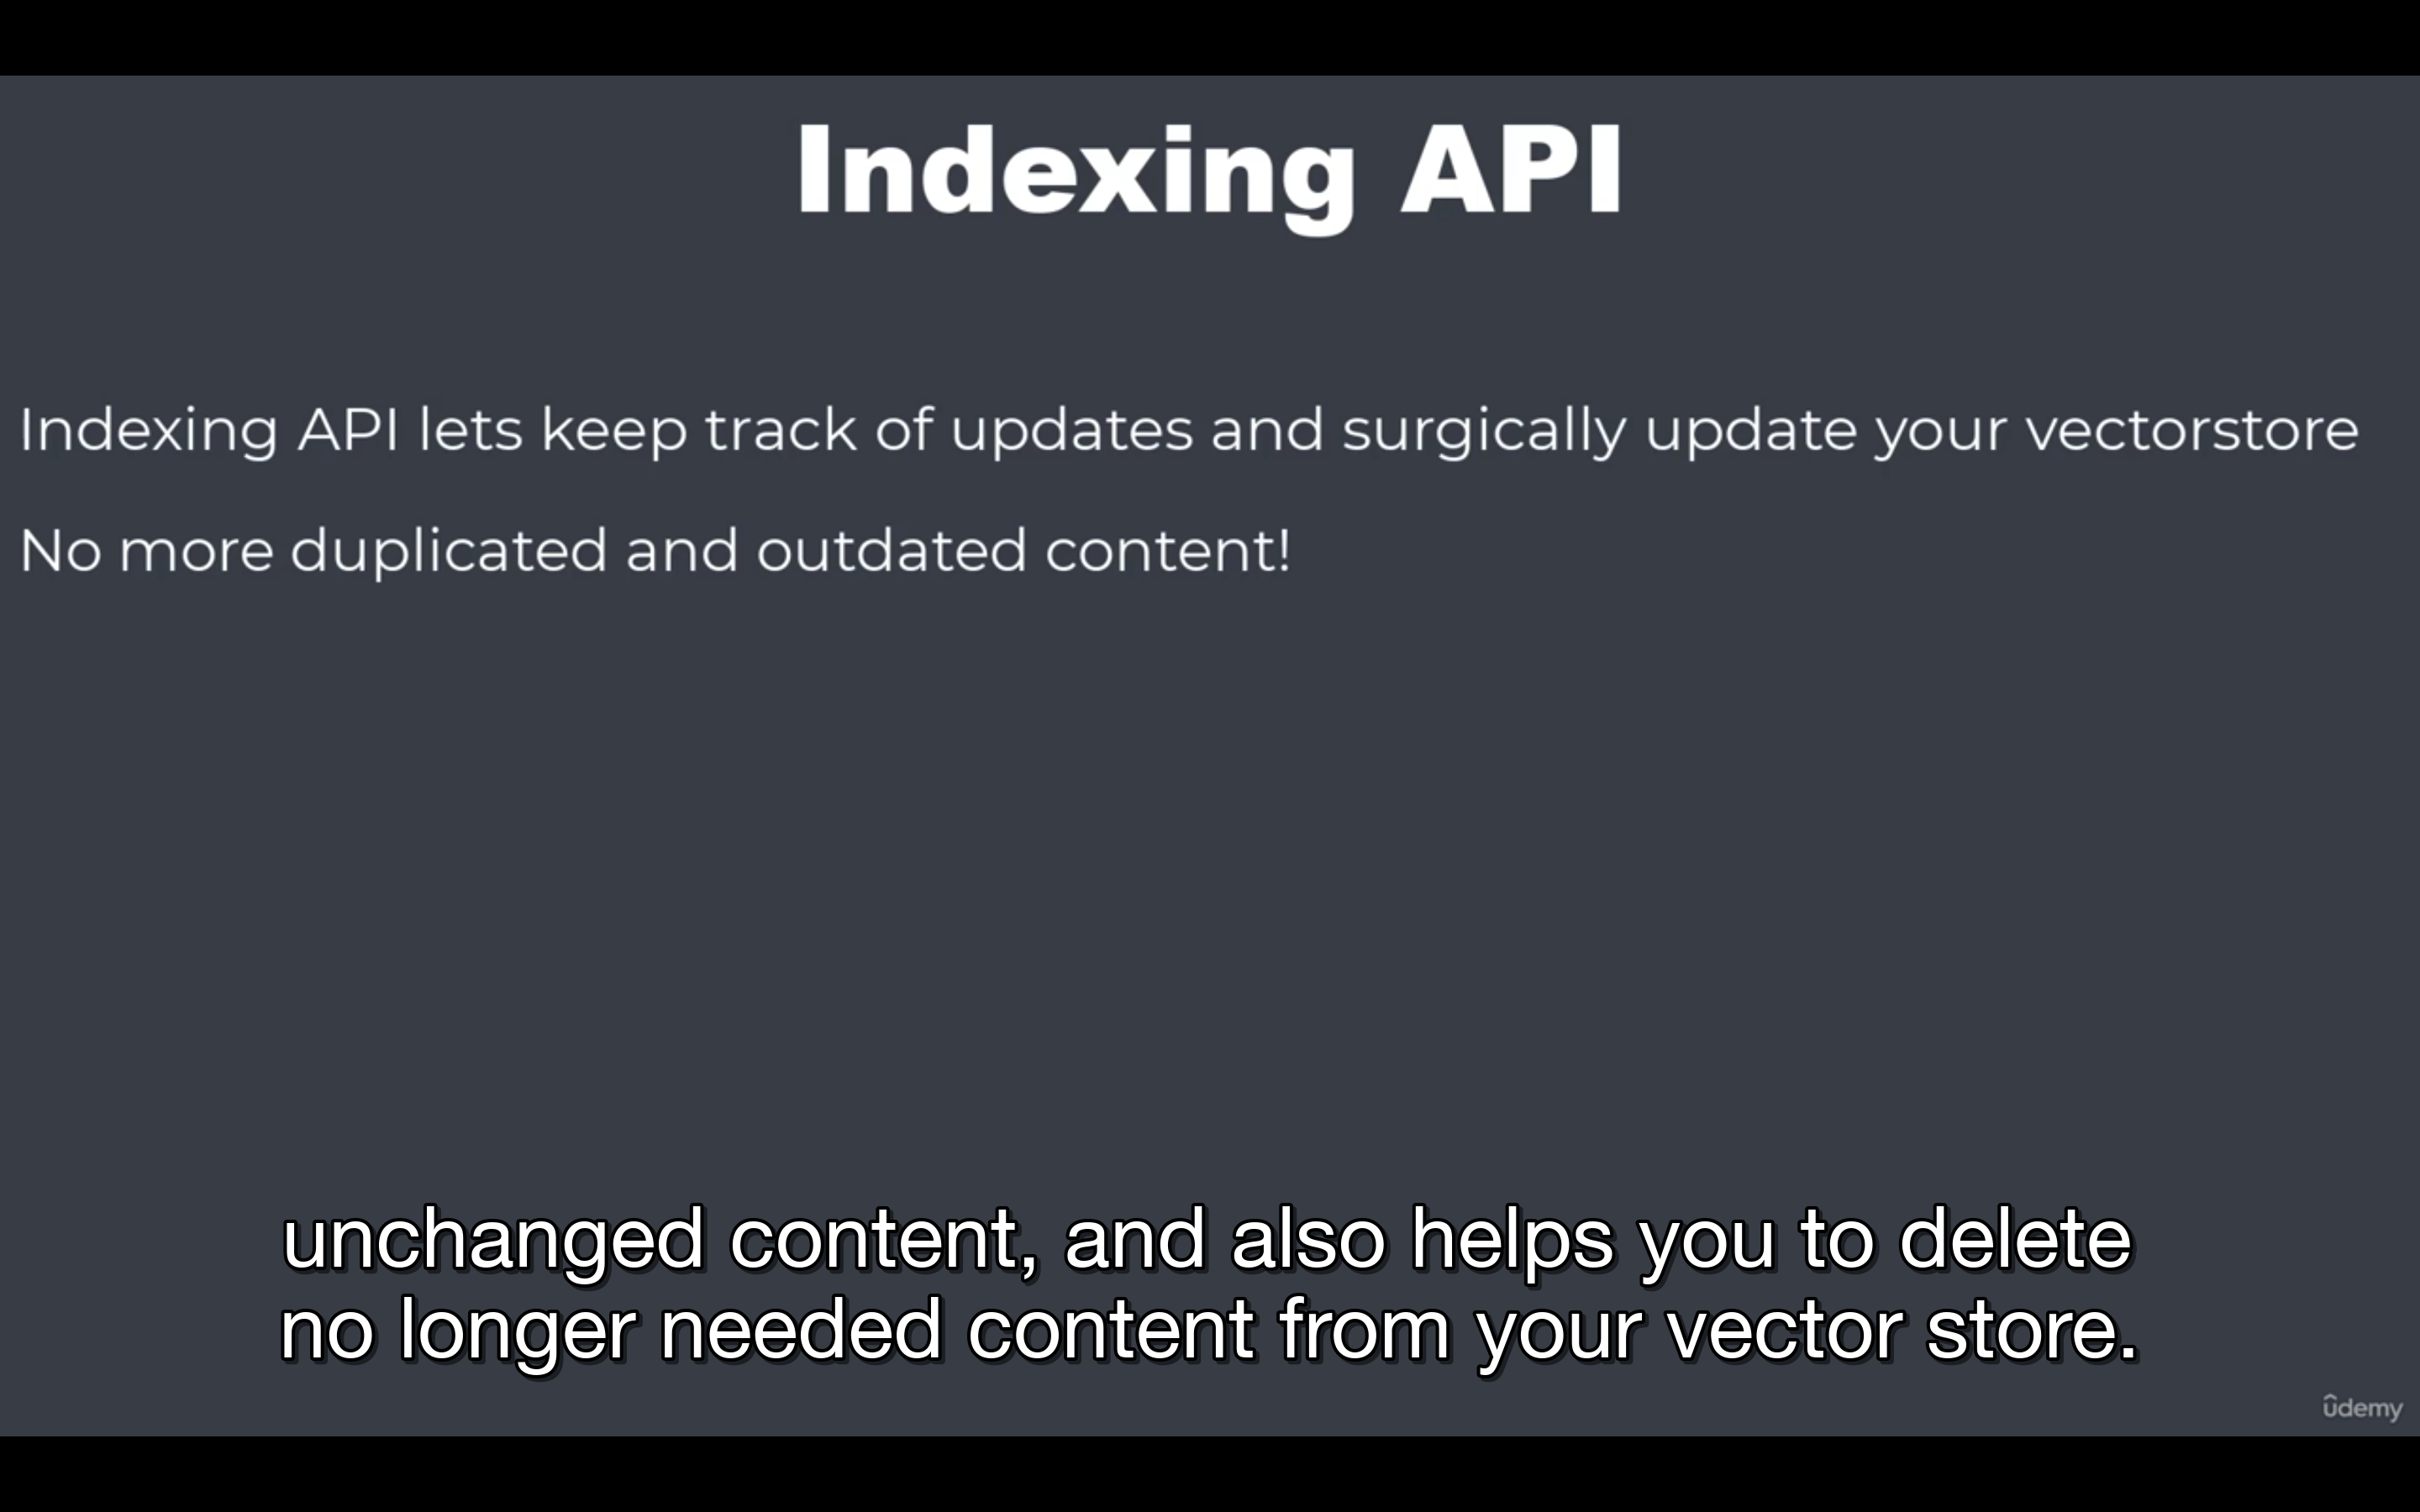 Indexing API
Indexing API lets keep track of updates and surgically update your vectorstore
No more duplicated and outdated content!
unchanged content, and also helps you to delete
no longer needed content from your vector store.
ûdemy